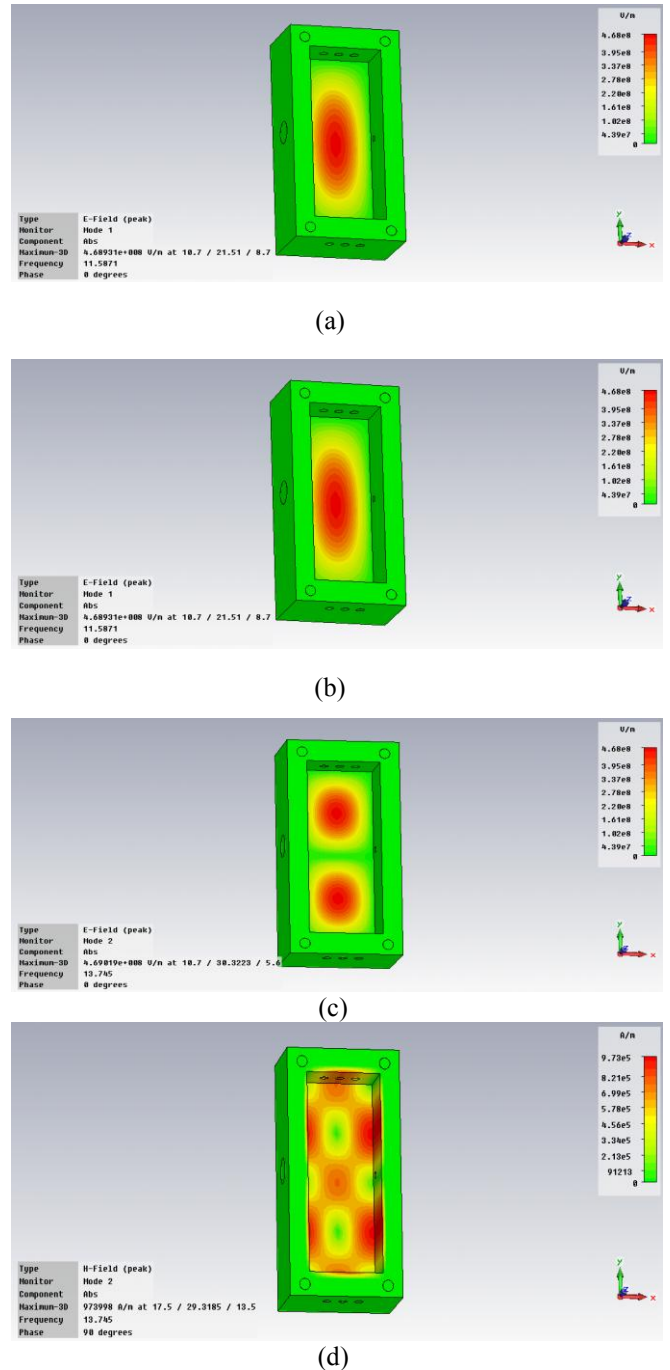 V/m
4.68e8
3.95e8
3.37e8
2.78e8
2.20e8
1.61e8
1.02e8
4.39e7
0
Type E-Field (peak)
Monitor Mode 1
Component Abs
Maximum-3D 4.68931e+008 V/m at 10.7 / 21.51 / 8.7
Frequency 11.5871
Phase 0 degrees
y
z
x
(a)
V/m
4.68e8
3.95e8
3.37e8
2.78e8
2.20e8
1.61e8
1.02e8
4.39e7
0
Type E-Field (peak)
Monitor Mode 1
Component Abs
Maximum-3D 4.68931e+008 V/m at 10.7 / 21.51 / 8.7
Frequency 11.5871
Phase 0 degrees
y
z
x
(b)
V/m
4.68e8
3.95e8
3.37e8
2.78e8
2.20e8
1.61e8
1.02e8
4.39e7
0
Type E-Field (peak)
Monitor Mode 2
Component Abs
Maximum-3D 4.69019e+008 V/m at 10.7 / 30.3223 / 5.6
Frequency 13.745
Phase 0 degrees
y
z
x
(c)
A/m
9.73e5
8.21e5
6.99e5
5.78e5
4.56e5
3.34e5
2.13e5
91213
0
Type H-Field (peak)
Monitor Mode 2
Component Abs
Maximum-3D 973998 A/m at 17.5 / 29.3185 / 13.5
Frequency 13.745
Phase 90 degrees
y
z
x
(d)